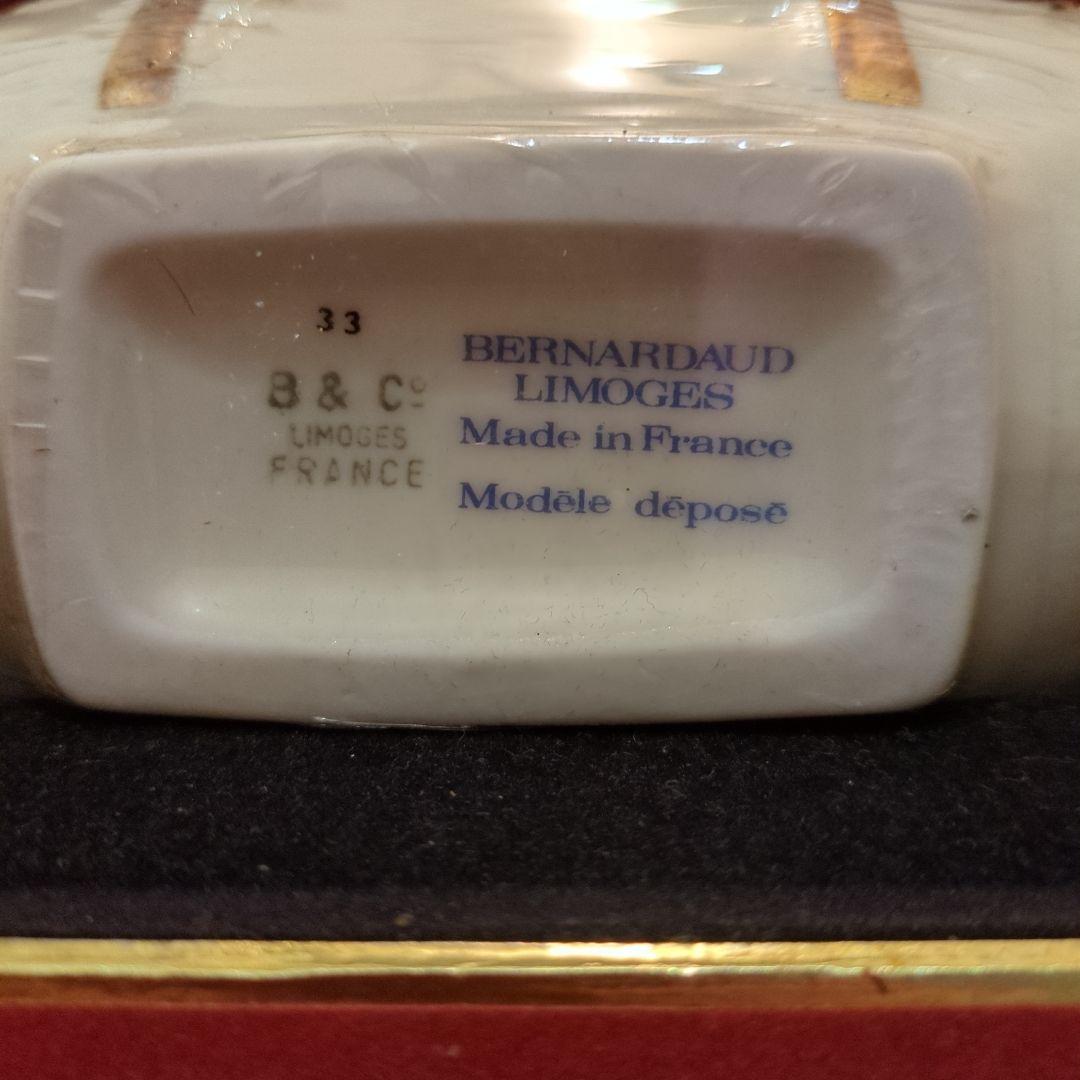 33
B & Cº
LIMOGES
FRANCE
BERNARDAUD
LIMOGES
Made in France
Modēle dēposē